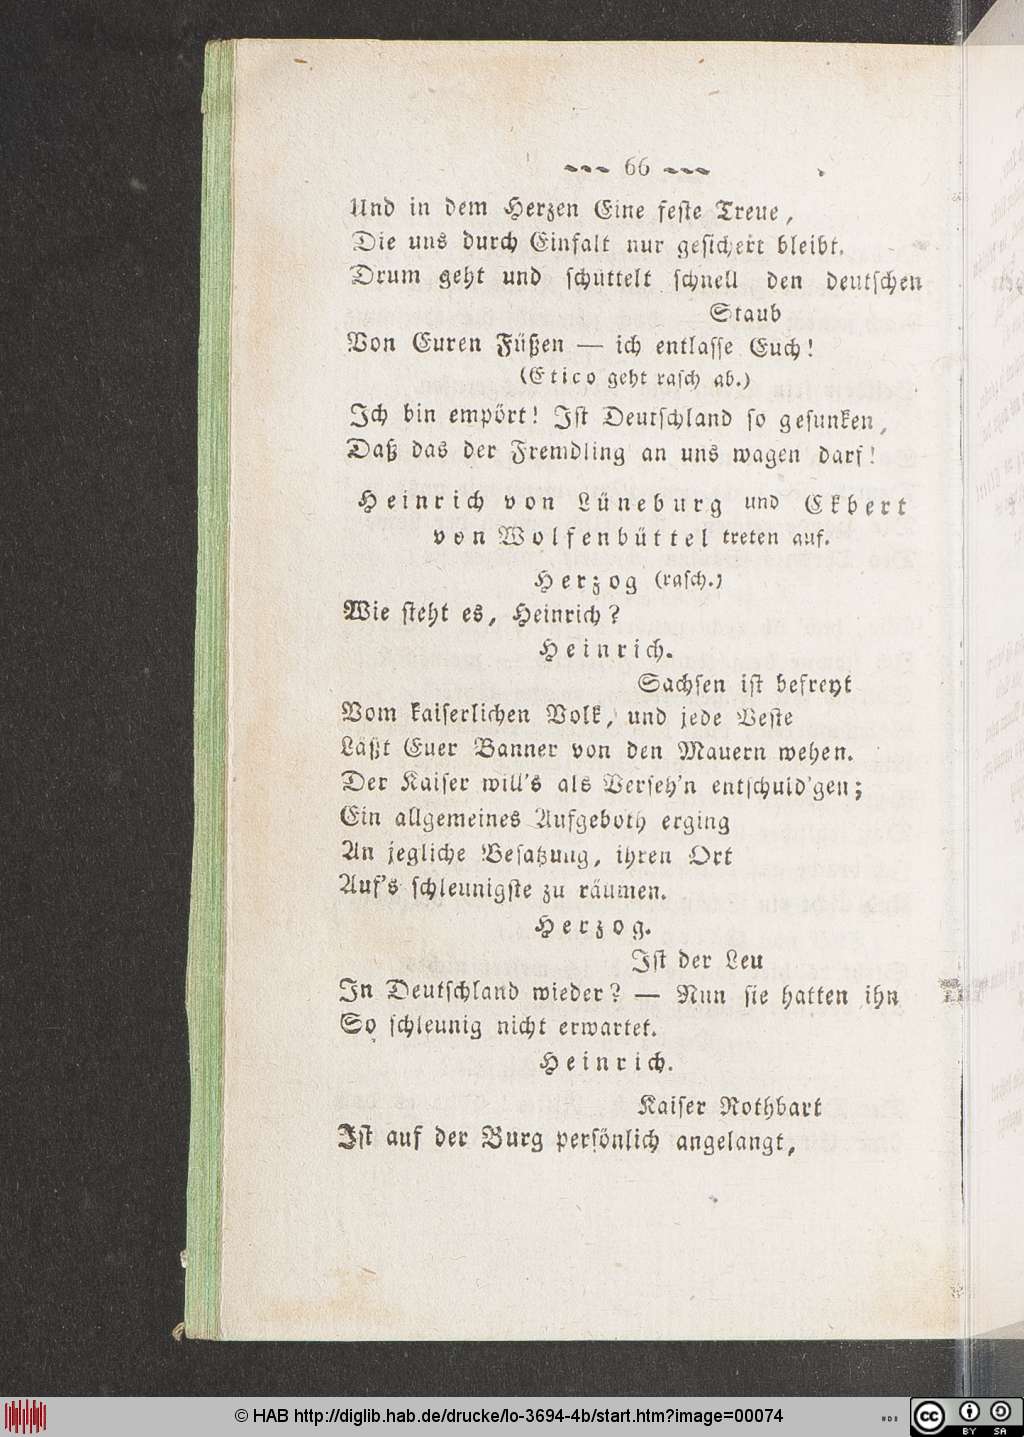 ~~~ 66 ~~~
Und in dem Herzen Eine feste Treue,
Die uns durch Einfalt nur gesichert bleibt.
Drum geht und schüttelt schnell den deutschen
Staub
Von Euren Füßen — ich entlasse Euch!
(Etico geht rasch ab.)
Ich bin empört! Ist Deutschland so gesunken,
Daß das der Fremdling an uns wagen darf!
Heinrich von Lüneburg und Ekbert
von Wolfenbüttel treten auf.
Herzog (rasch.)
Wie steht es, Heinrich?
Heinrich.
Sachsen ist befreyt
Vom kaiserlichen Volk, und jede Veste
Läßt Euer Banner von den Mauern wehen.
Der Kaiser will's als Verseh'n entschuld'gen;
Ein allgemeines Aufgeboth erging
An jegliche Besatzung, ihren Ort
Auf's schleunigste zu räumen.
Herzog.
Ist der Leu
In Deutschland wieder? — Nun sie hatten ihn
So schleunig nicht erwartet.
Heinrich.
Kaiser Rothbart
Ist auf der Burg persönlich angelangt,
© HAB http://diglib.hab.de/drucke/lo-3694-4b/start.htm?image=00074
CC BY SA